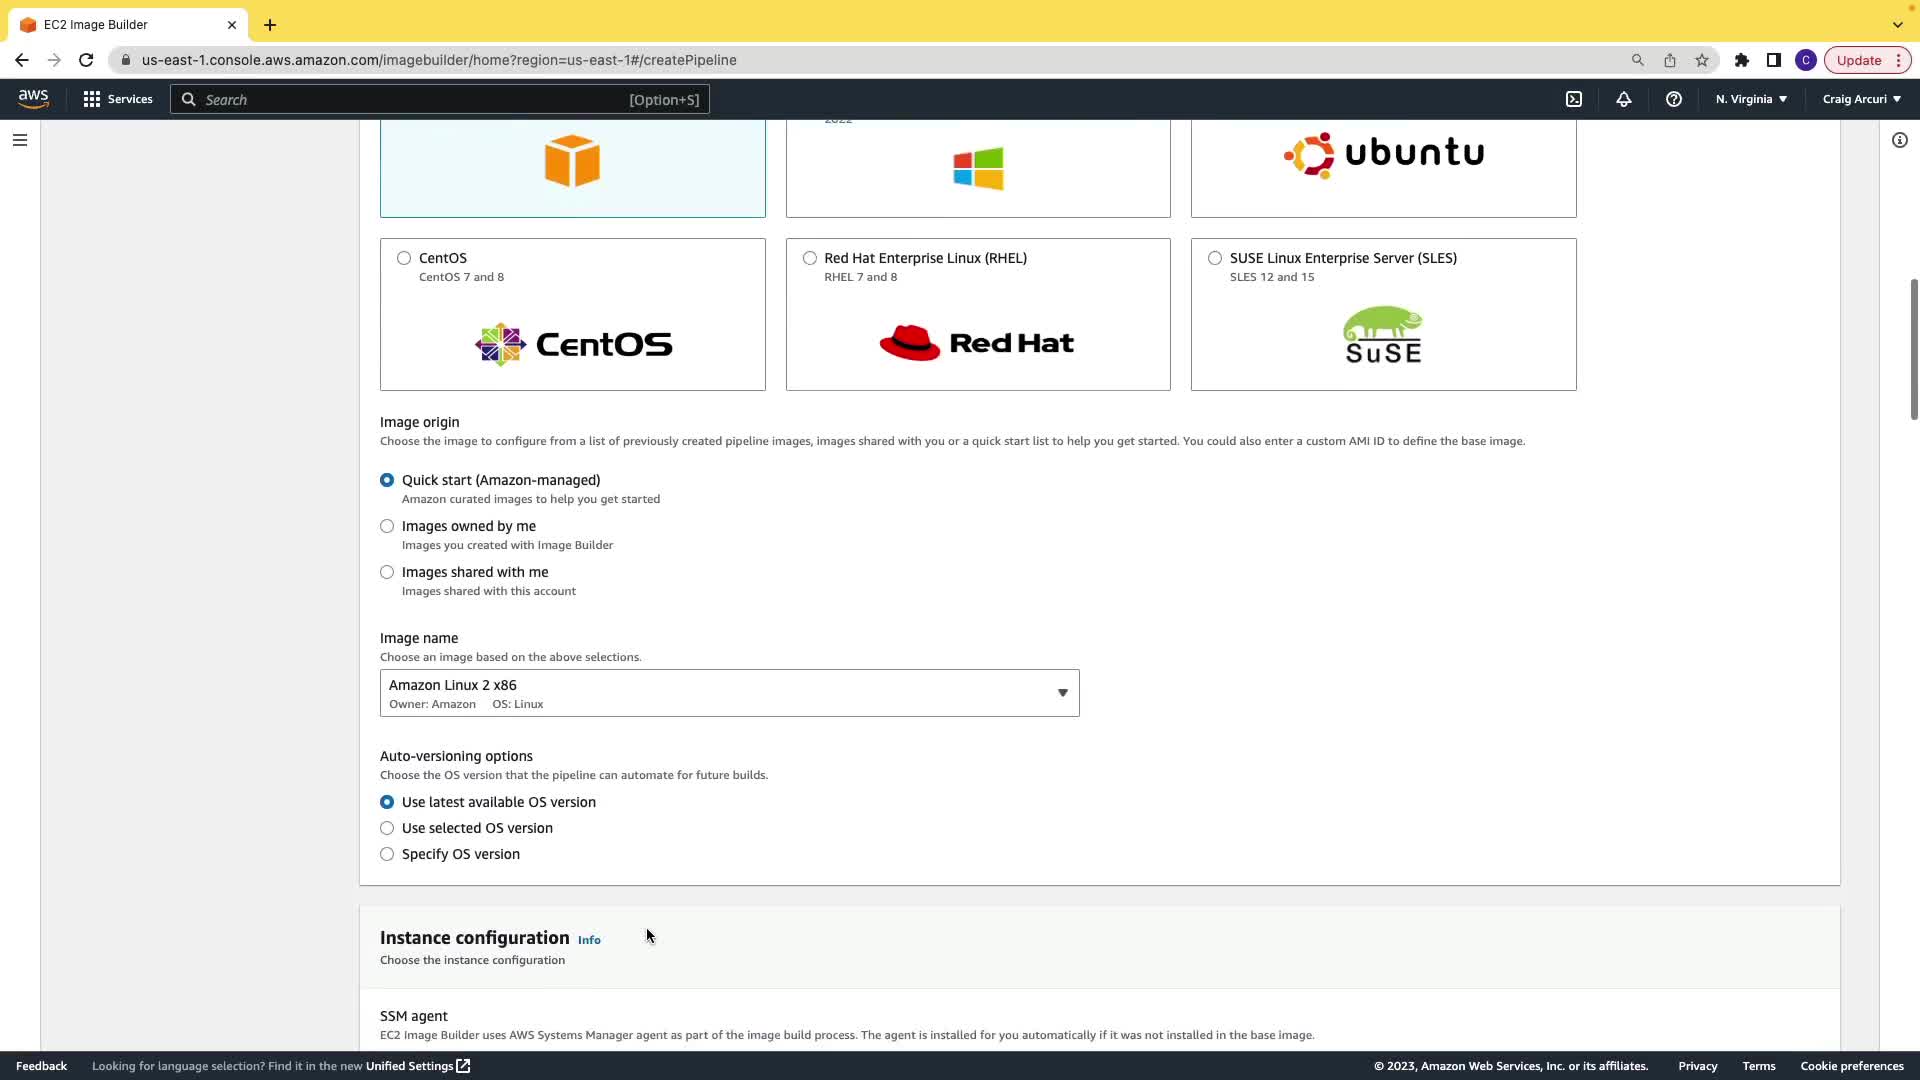 EC2 Image Builder
us-east-1.console.aws.amazon.com/imagebuilder/home?region=us-east-1#/createPipeline
C
Update
aws
Services
Search
[Option+S]
N. Virginia
Craig Arcuri
2022
ubuntu
CentOS
CentOS 7 and 8
CentOS
Red Hat Enterprise Linux (RHEL)
RHEL 7 and 8
Red Hat
SUSE Linux Enterprise Server (SLES)
SLES 12 and 15
SuSE
Image origin
Choose the image to configure from a list of previously created pipeline images, images shared with you or a quick start list to help you get started. You could also enter a custom AMI ID to define the base image.
Quick start (Amazon-managed)
Amazon curated images to help you get started
Images owned by me
Images you created with Image Builder
Images shared with me
Images shared with this account
Image name
Choose an image based on the above selections.
Amazon Linux 2 x86
Owner: Amazon OS: Linux
Auto-versioning options
Choose the OS version that the pipeline can automate for future builds.
Use latest available OS version
Use selected OS version
Specify OS version
Instance configuration Info
Choose the instance configuration
SSM agent
EC2 Image Builder uses AWS Systems Manager agent as part of the image build process. The agent is installed for you automatically if it was not installed in the base image.
Feedback
Looking for language selection? Find it in the new Unified Settings
© 2023, Amazon Web Services, Inc. or its affiliates.
Privacy
Terms
Cookie preferences